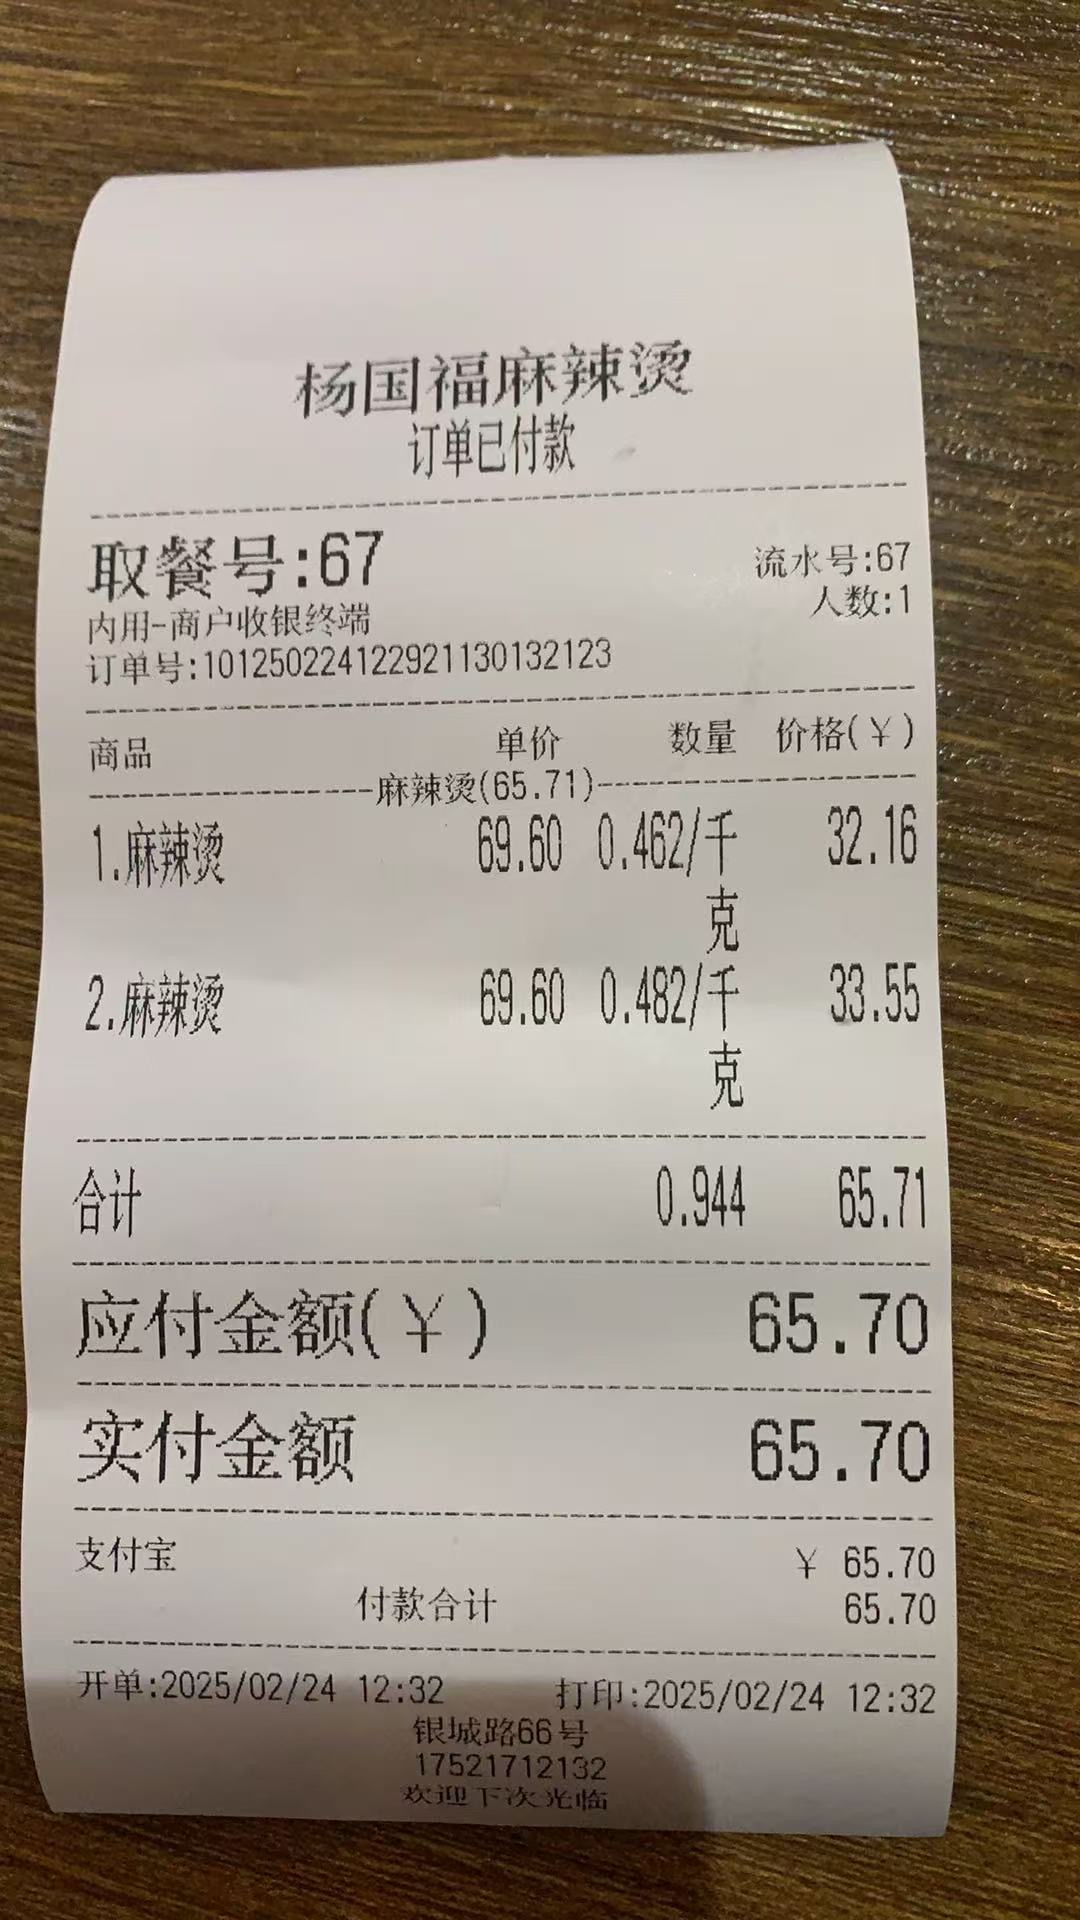 杨国福麻辣烫
订单已付款
取餐号:67 流水号:67
人数:1
内用-商户收银终端
订单号:101250224122921130132123
商品 单价 数量 价格(¥)
麻辣烫(65.71)
1.麻辣烫 69.60 0.462/千克 32.16
2.麻辣烫 69.60 0.482/千克 33.55
合计 0.944 65.71
应付金额(¥) 65.70
实付金额 65.70
支付宝 ¥ 65.70
付款合计 65.70
开单:2025/02/24 12:32 打印:2025/02/24 12:32
银城路66号
17521712132
欢迎下次光临